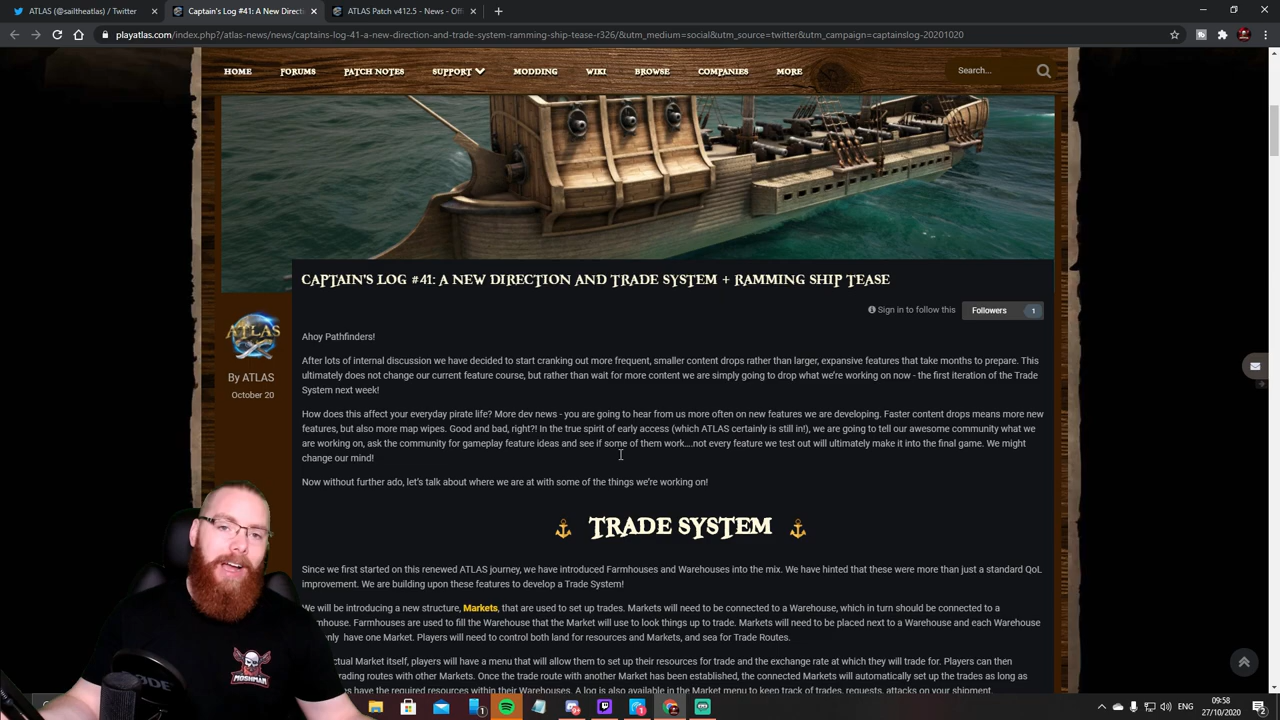 ATLAS (@sailtheatlas) / Twitter
Captain's Log #41: A New Direct
ATLAS Patch v412.5 - News - Off
playatlas.com/index.php?/atlas-news/news/captains-log-41-a-new-direction-and-trade-system-ramming-ship-tease-r326/&utm_medium=social&utm_source=twitter&utm_campaign=captainslog-20201020
HOME FORUMS PATCH NOTES SUPPORT MODDING WIKI BROWSE COMPANIES MORE Search...
CAPTAIN'S LOG #41: A NEW DIRECTION AND TRADE SYSTEM + RAMMING SHIP TEASE
Sign in to follow this Followers 1
ATLAS
By ATLAS
October 20
Ahoy Pathfinders!
After lots of internal discussion we have decided to start cranking out more frequent, smaller content drops rather than larger, expansive features that take months to prepare. This
ultimately does not change our current feature course, but rather than wait for more content we are simply going to drop what we're working on now - the first iteration of the Trade
System next week!
How does this affect your everyday pirate life? More dev news - you are going to hear from us more often on new features we are developing. Faster content drops means more new
features, but also more map wipes. Good and bad, right?! In the true spirit of early access (which ATLAS certainly is still in!), we are going to tell our awesome community what we
are working on, ask the community for gameplay feature ideas and see if some of them work....not every feature we test out will ultimately make it into the final game. We might
change our mind!
Now without further ado, let's talk about where we are at with some of the things we're working on!
TRADE SYSTEM
Since we first started on this renewed ATLAS journey, we have introduced Farmhouses and Warehouses into the mix. We have hinted that these were more than just a standard QoL
improvement. We are building upon these features to develop a Trade System!
We will be introducing a new structure, Markets, that are used to set up trades. Markets will need to be connected to a Warehouse, which in turn should be connected to a
Farmhouses are used to fill the Warehouse that the Market will use to look things up to trade. Markets will need to be placed next to a Warehouse and each Warehouse
have one Market. Players will need to control both land for resources and Markets, and sea for Trade Routes.
Market itself, players will have a menu that will allow them to set up their resources for trade and the exchange rate at which they will trade for. Players can then
routes with other Markets. Once the trade route with another Market has been established, the connected Markets will automatically set up the trades as long as
have the required resources within their Warehouses. A log is also available in the Market menu to keep track of trades, requests, attacks on your shipment,
MOSHMAR
ENG
09:58
27/10/2020